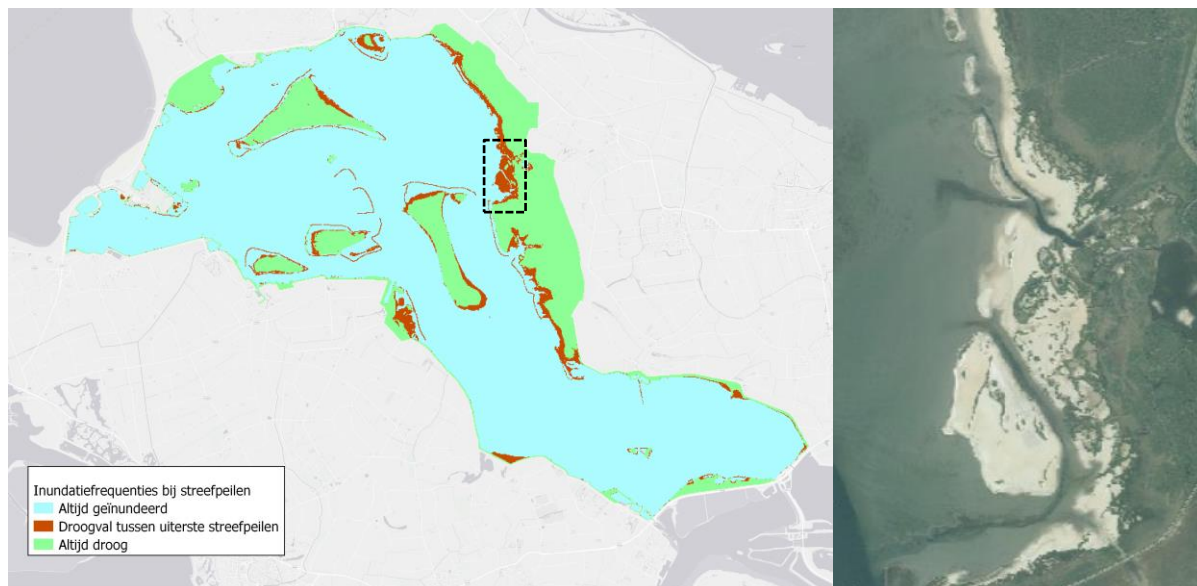 Inundatiefrequenties bij streefpeilen
Altijd geïnundeerd
Droogval tussen uiterste streefpeilen
Altijd droog